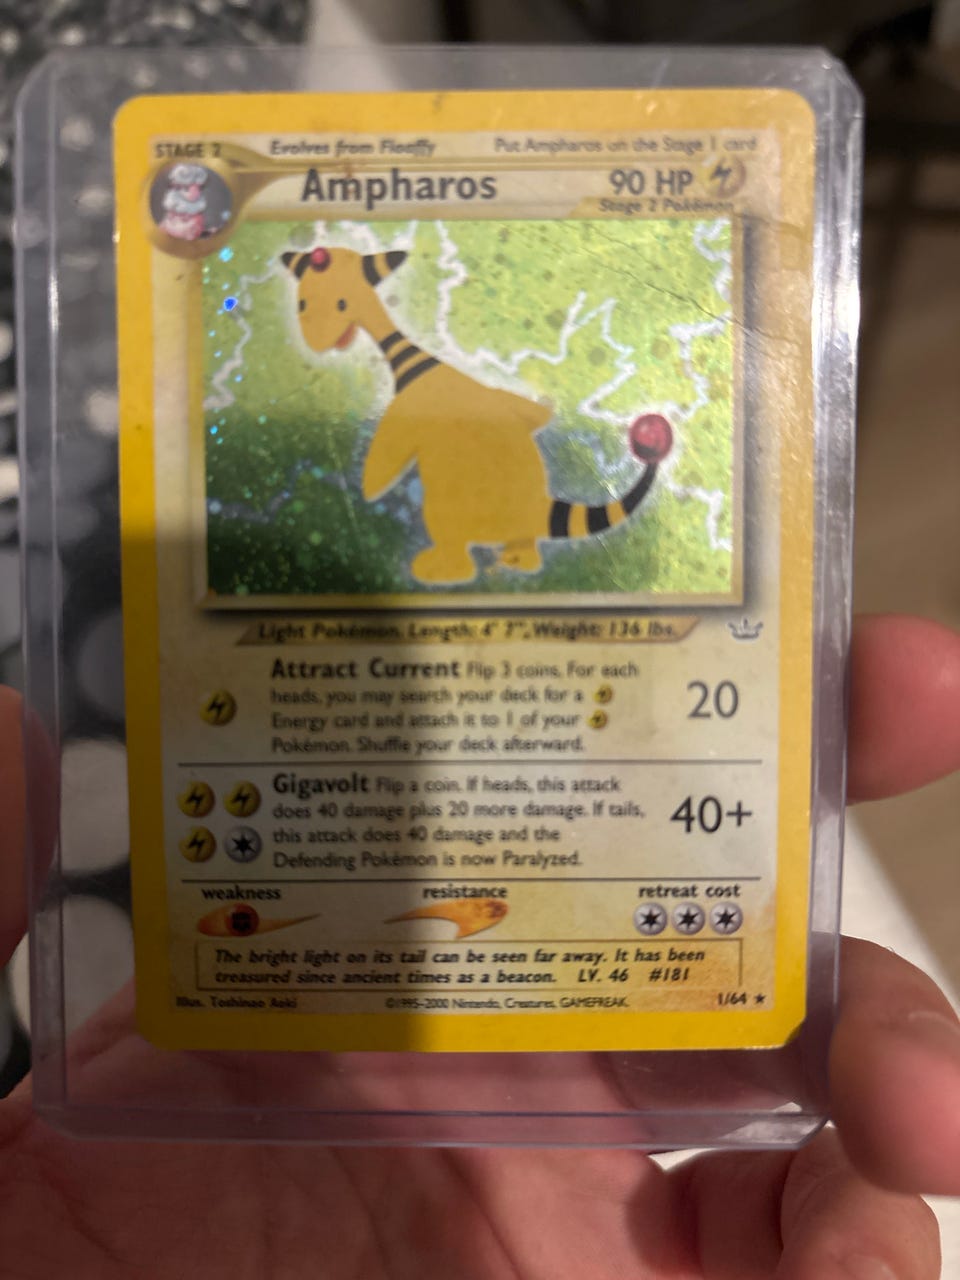 STAGE 2 Evolves from Flaaffy Put Ampharos on the Stage 1 card
Ampharos 90 HP
Stage 2 Pokémon
Light Pokémon. Length: 4' 7", Weight: 136 lbs.
Attract Current Flip 3 coins. For each
heads, you may search your deck for a
Energy card and attach it to 1 of your
Pokémon. Shuffle your deck afterward.
20
Gigavolt Flip a coin. If heads, this attack
does 40 damage plus 20 more damage. If tails,
this attack does 40 damage and the
Defending Pokémon is now Paralyzed.
40+
weakness resistance retreat cost
The bright light on its tail can be seen far away. It has been
treasured since ancient times as a beacon. LV. 46 #181
Illus. Toshinao Aoki ©1995-2000 Nintendo, Creatures, GAMEFREAK. 1/64 ★